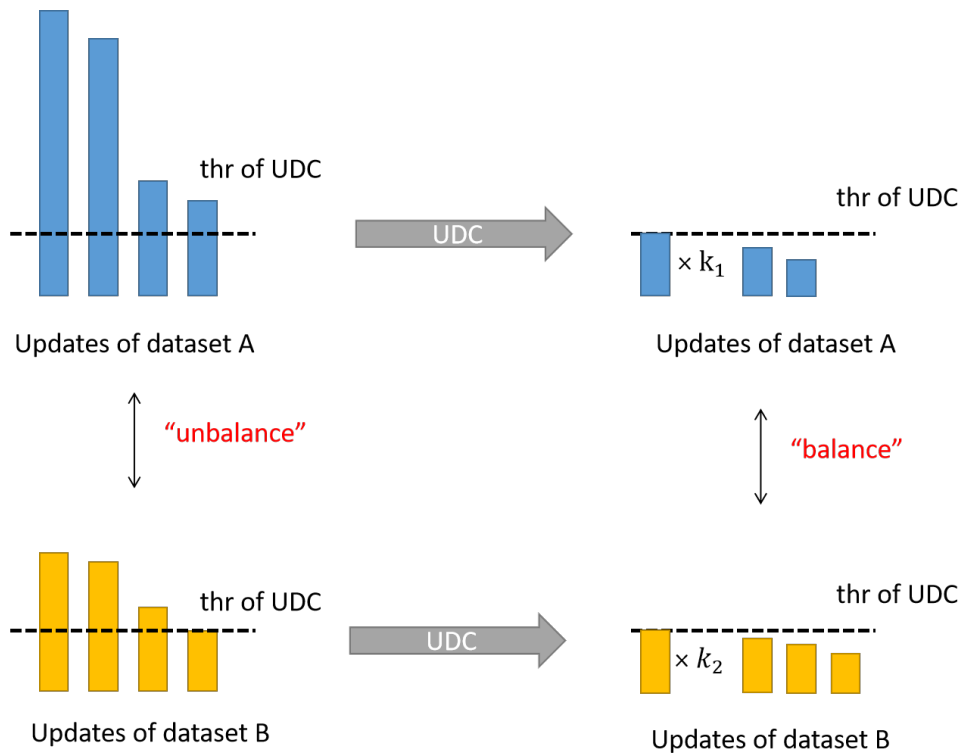 thr of UDC
thr of UDC
UDC
× k₁
Updates of dataset A
Updates of dataset A
“unbalance”
“balance”
thr of UDC
thr of UDC
UDC
× k₂
Updates of dataset B
Updates of dataset B